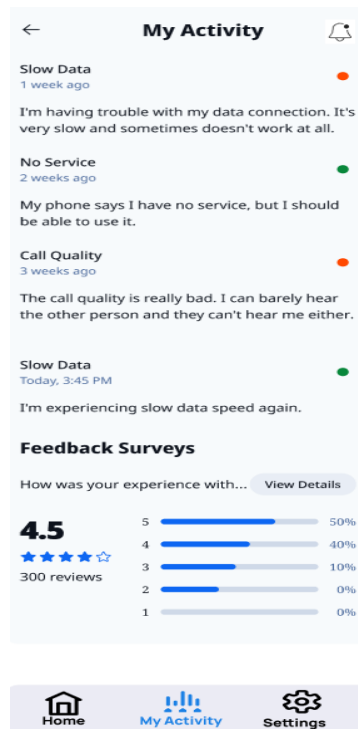 My Activity
Slow Data
1 week ago
I'm having trouble with my data connection. It's
very slow and sometimes doesn't work at all.
No Service
2 weeks ago
My phone says I have no service, but I should
be able to use it.
Call Quality
3 weeks ago
The call quality is really bad. I can barely hear
the other person and they can't hear me either.
Slow Data
Today, 3:45 PM
I'm experiencing slow data speed again.
Feedback Surveys
How was your experience with... View Details
4.5
300 reviews
5 50%
4 40%
3 10%
2 0%
1 0%
Home My Activity Settings